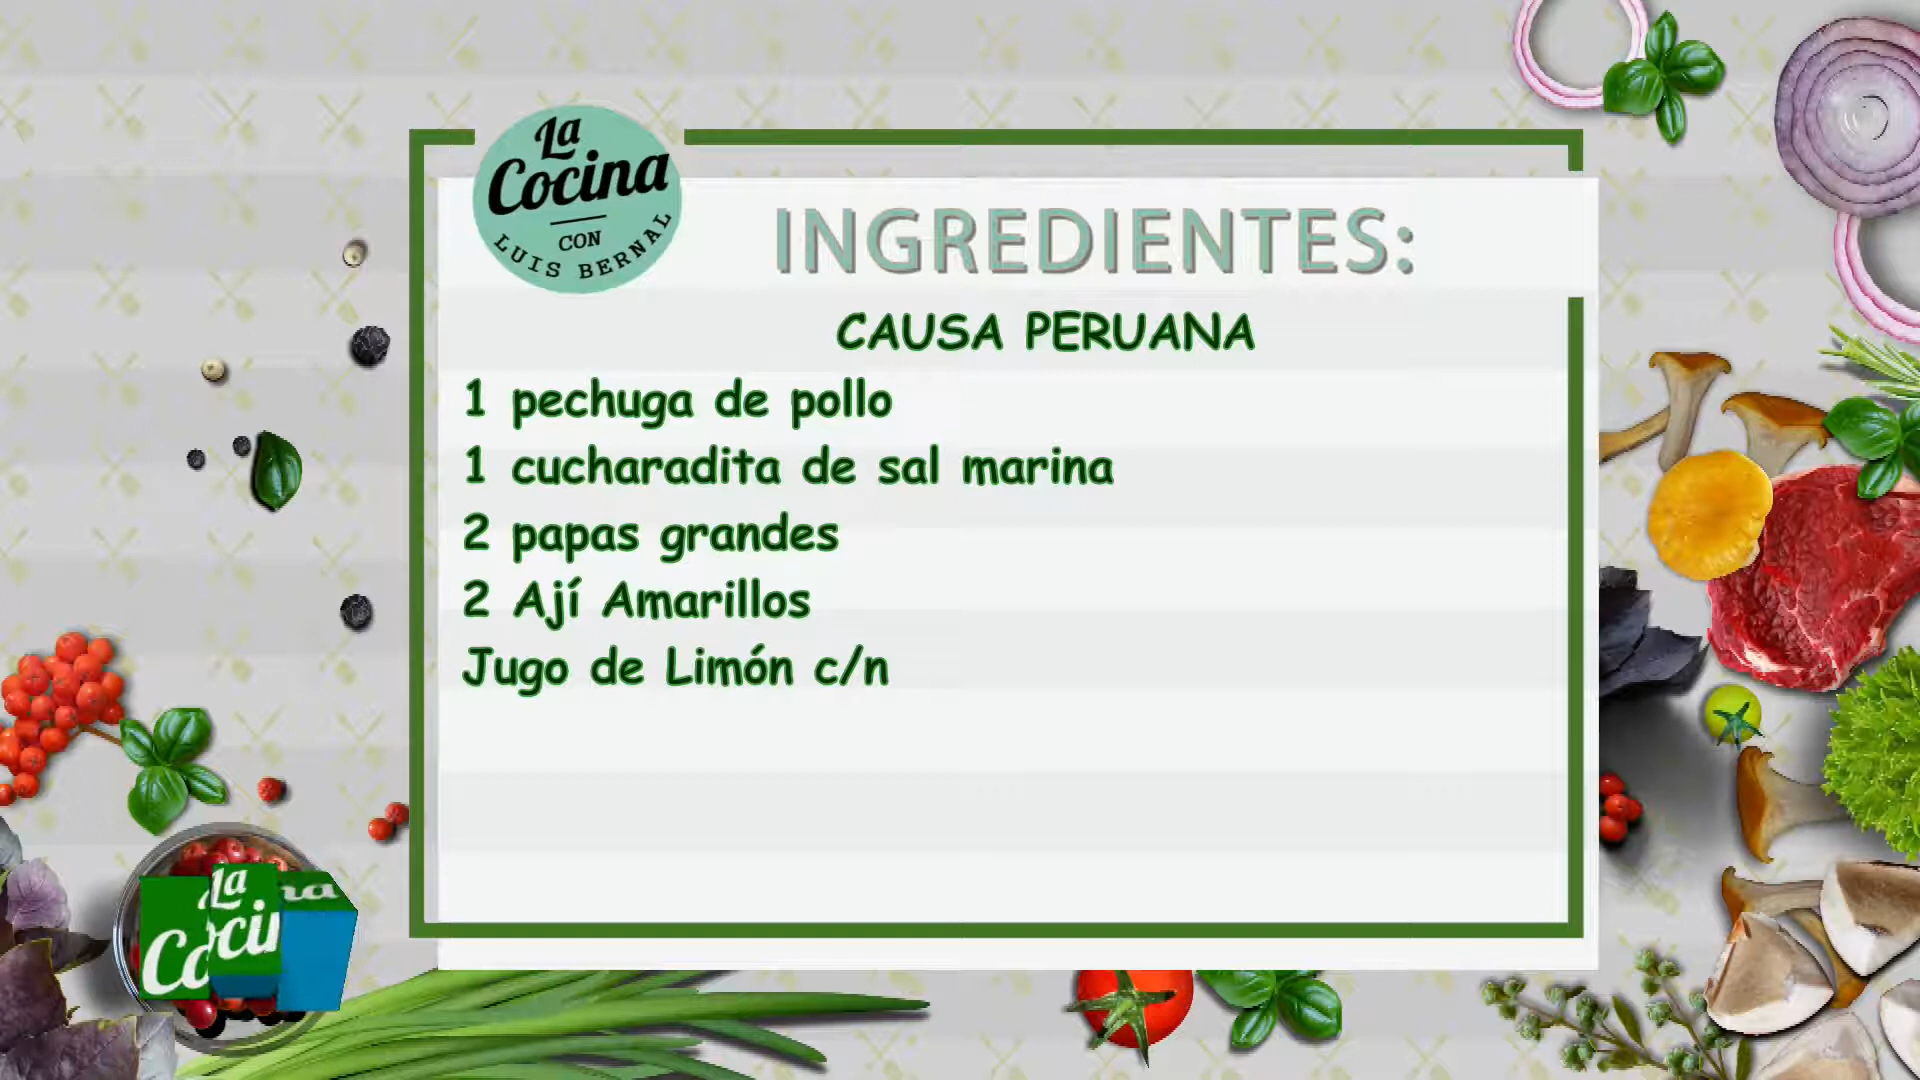 La
Cocina
CON
LUIS BERNAL
INGREDIENTES:
CAUSA PERUANA
1 pechuga de pollo
1 cucharadita de sal marina
2 papas grandes
2 Ají Amarillos
Jugo de Limón c/n
La